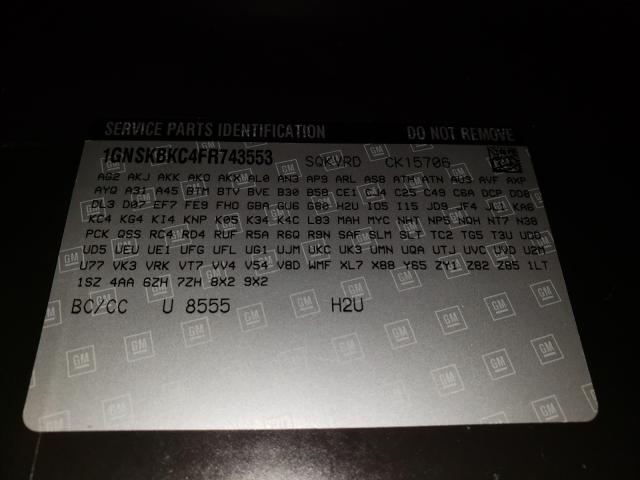 SERVICE PARTS IDENTIFICATION DO NOT REMOVE
1GNSKBKC4FR743553 SQKVRD CK15706
AG2 AKJ AKK AKO AKX AL0 AN3 AP9 ARL AS8 ATH ATN AU3 AVF AXP
AYQ A31 A45 BTM BTV BVE B30 B58 CEI CJ4 C25 C49 C6A DCP DD8
DL3 D07 EF7 FE9 FHO GBA GU6 G80 H2U IO5 I15 JD9 JF4 JL1 KA6
KC4 KG4 KI4 KNP K05 K34 K4C L83 MAH MYC NHT NP5 NQH NT7 N38
PCK QSS RC4 RD4 RUF R5A R6Q R9N SAF SLM SLT TC2 TG5 T3U UDD
UD5 VEU UE1 UFG UFL UG1 UJM UKC UK3 UMN UQA UTJ UVC UVD U2M
U77 VK3 VRK VT7 VV4 V54 V8D WMF XL7 X88 Y65 ZY1 Z82 Z85 1LT
1SZ 4AA 6ZH 7ZH 8X2 9X2
BC/CC U 8555 H2U